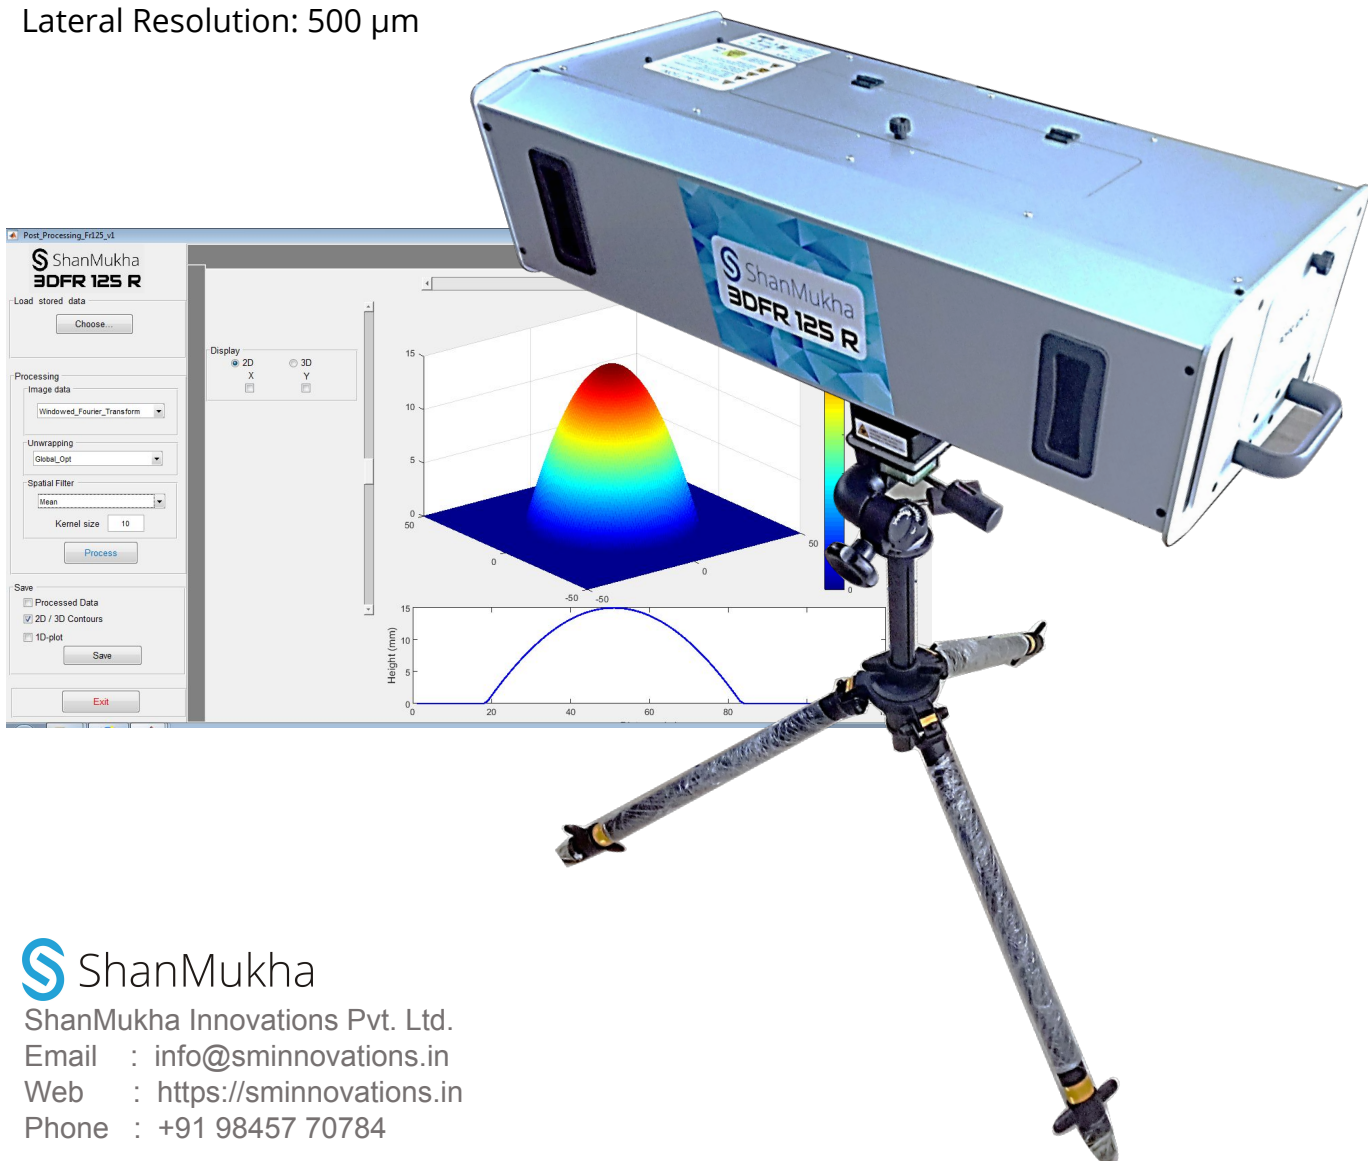 Lateral Resolution: 500 µm
Post_Processing_Fr125_v1
ShanMukha
3DFR 125 R
Load stored data
Choose...
Processing
Image data
Windowed_Fourier_Transform
Unwrapping
Global_Opt
Spatial Filter
Mean
Kernel size 10
Process
Save
Processed Data
2D / 3D Contours
1D-plot
Save
Exit
Display
2D 3D
X Y
15
10
5
0
50
0
-50 -50
0
50
0
15
10
5
0
Height (mm)
0 20 40 60 80
ShanMukha
3DFR 125 R
ShanMukha
ShanMukha Innovations Pvt. Ltd.
Email : info@sminnovations.in
Web : https://sminnovations.in
Phone : +91 98457 70784